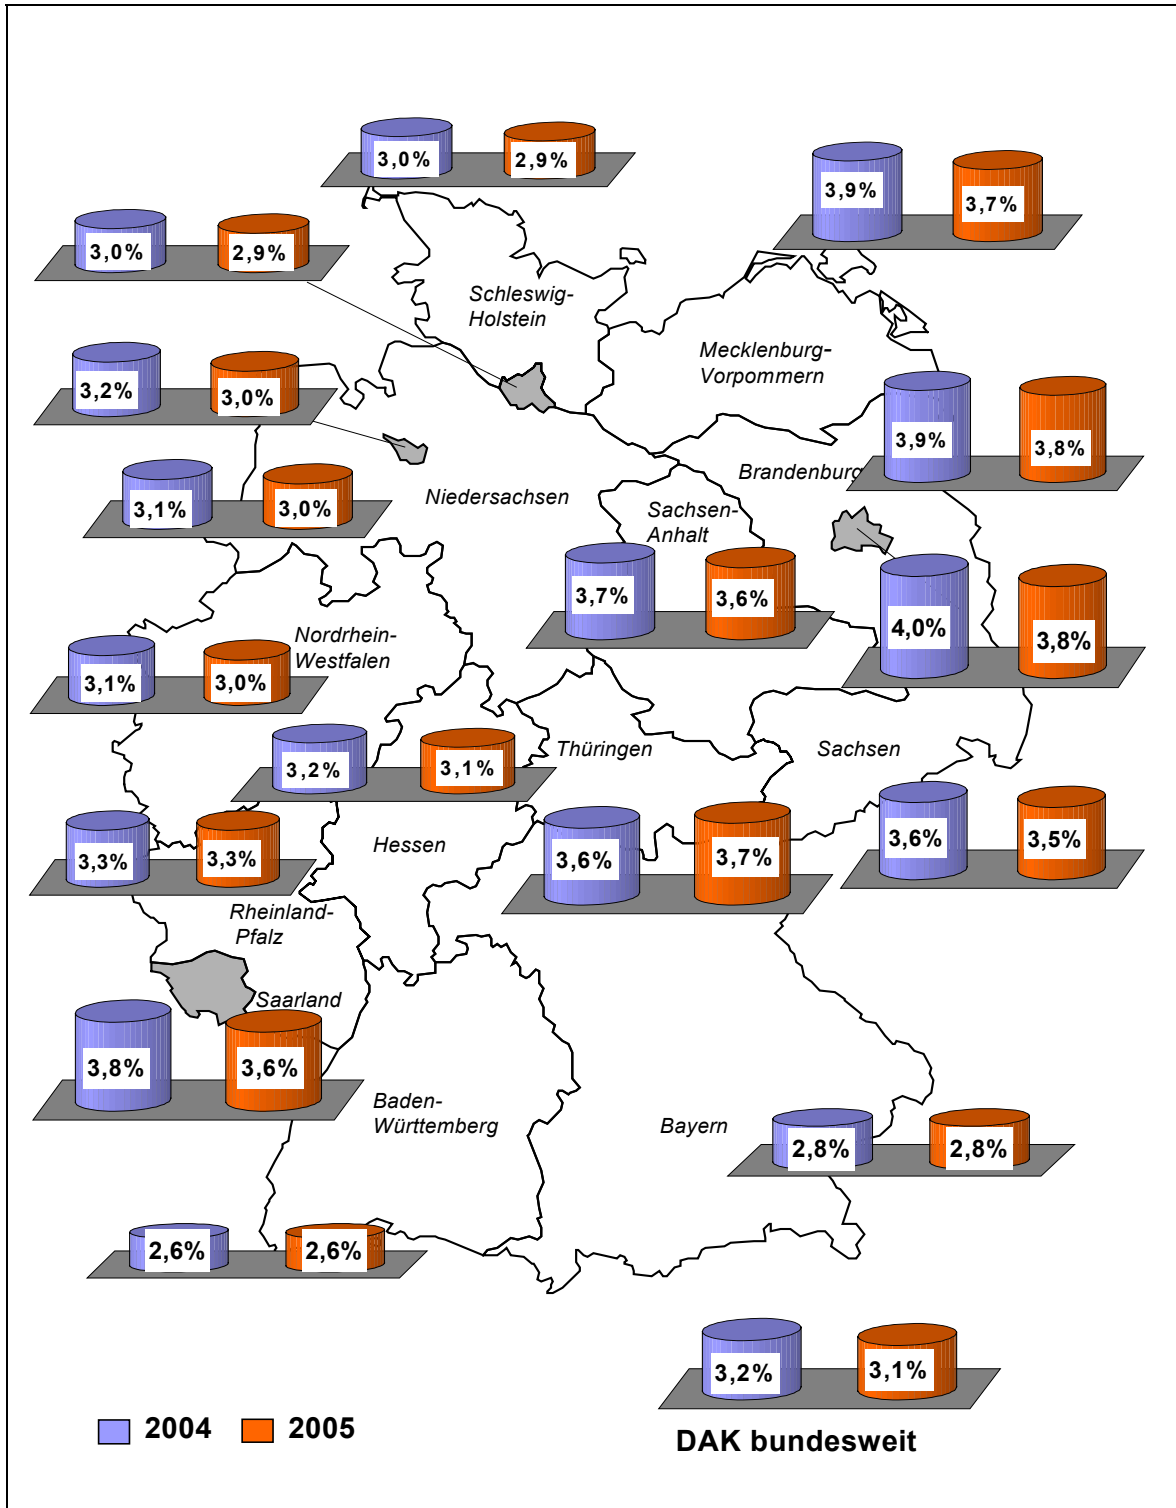 3,0% 2,9%
3,9% 3,7%
3,0% 2,9%
Schleswig-
Holstein
Mecklenburg-
Vorpommern
3,2% 3,0%
3,9% 3,8%
Brandenburg
Niedersachsen
3,1% 3,0%
Sachsen-
Anhalt
3,7% 3,6%
4,0% 3,8%
Nordrhein-
Westfalen
3,1% 3,0%
Thüringen
Sachsen
3,2% 3,1%
Hessen
3,3% 3,3%
3,6% 3,7%
3,6% 3,5%
Rheinland-
Pfalz
Saarland
3,8% 3,6%
Baden-
Württemberg
Bayern
2,8% 2,8%
2,6% 2,6%
3,2% 3,1%
2004 2005
DAK bundesweit